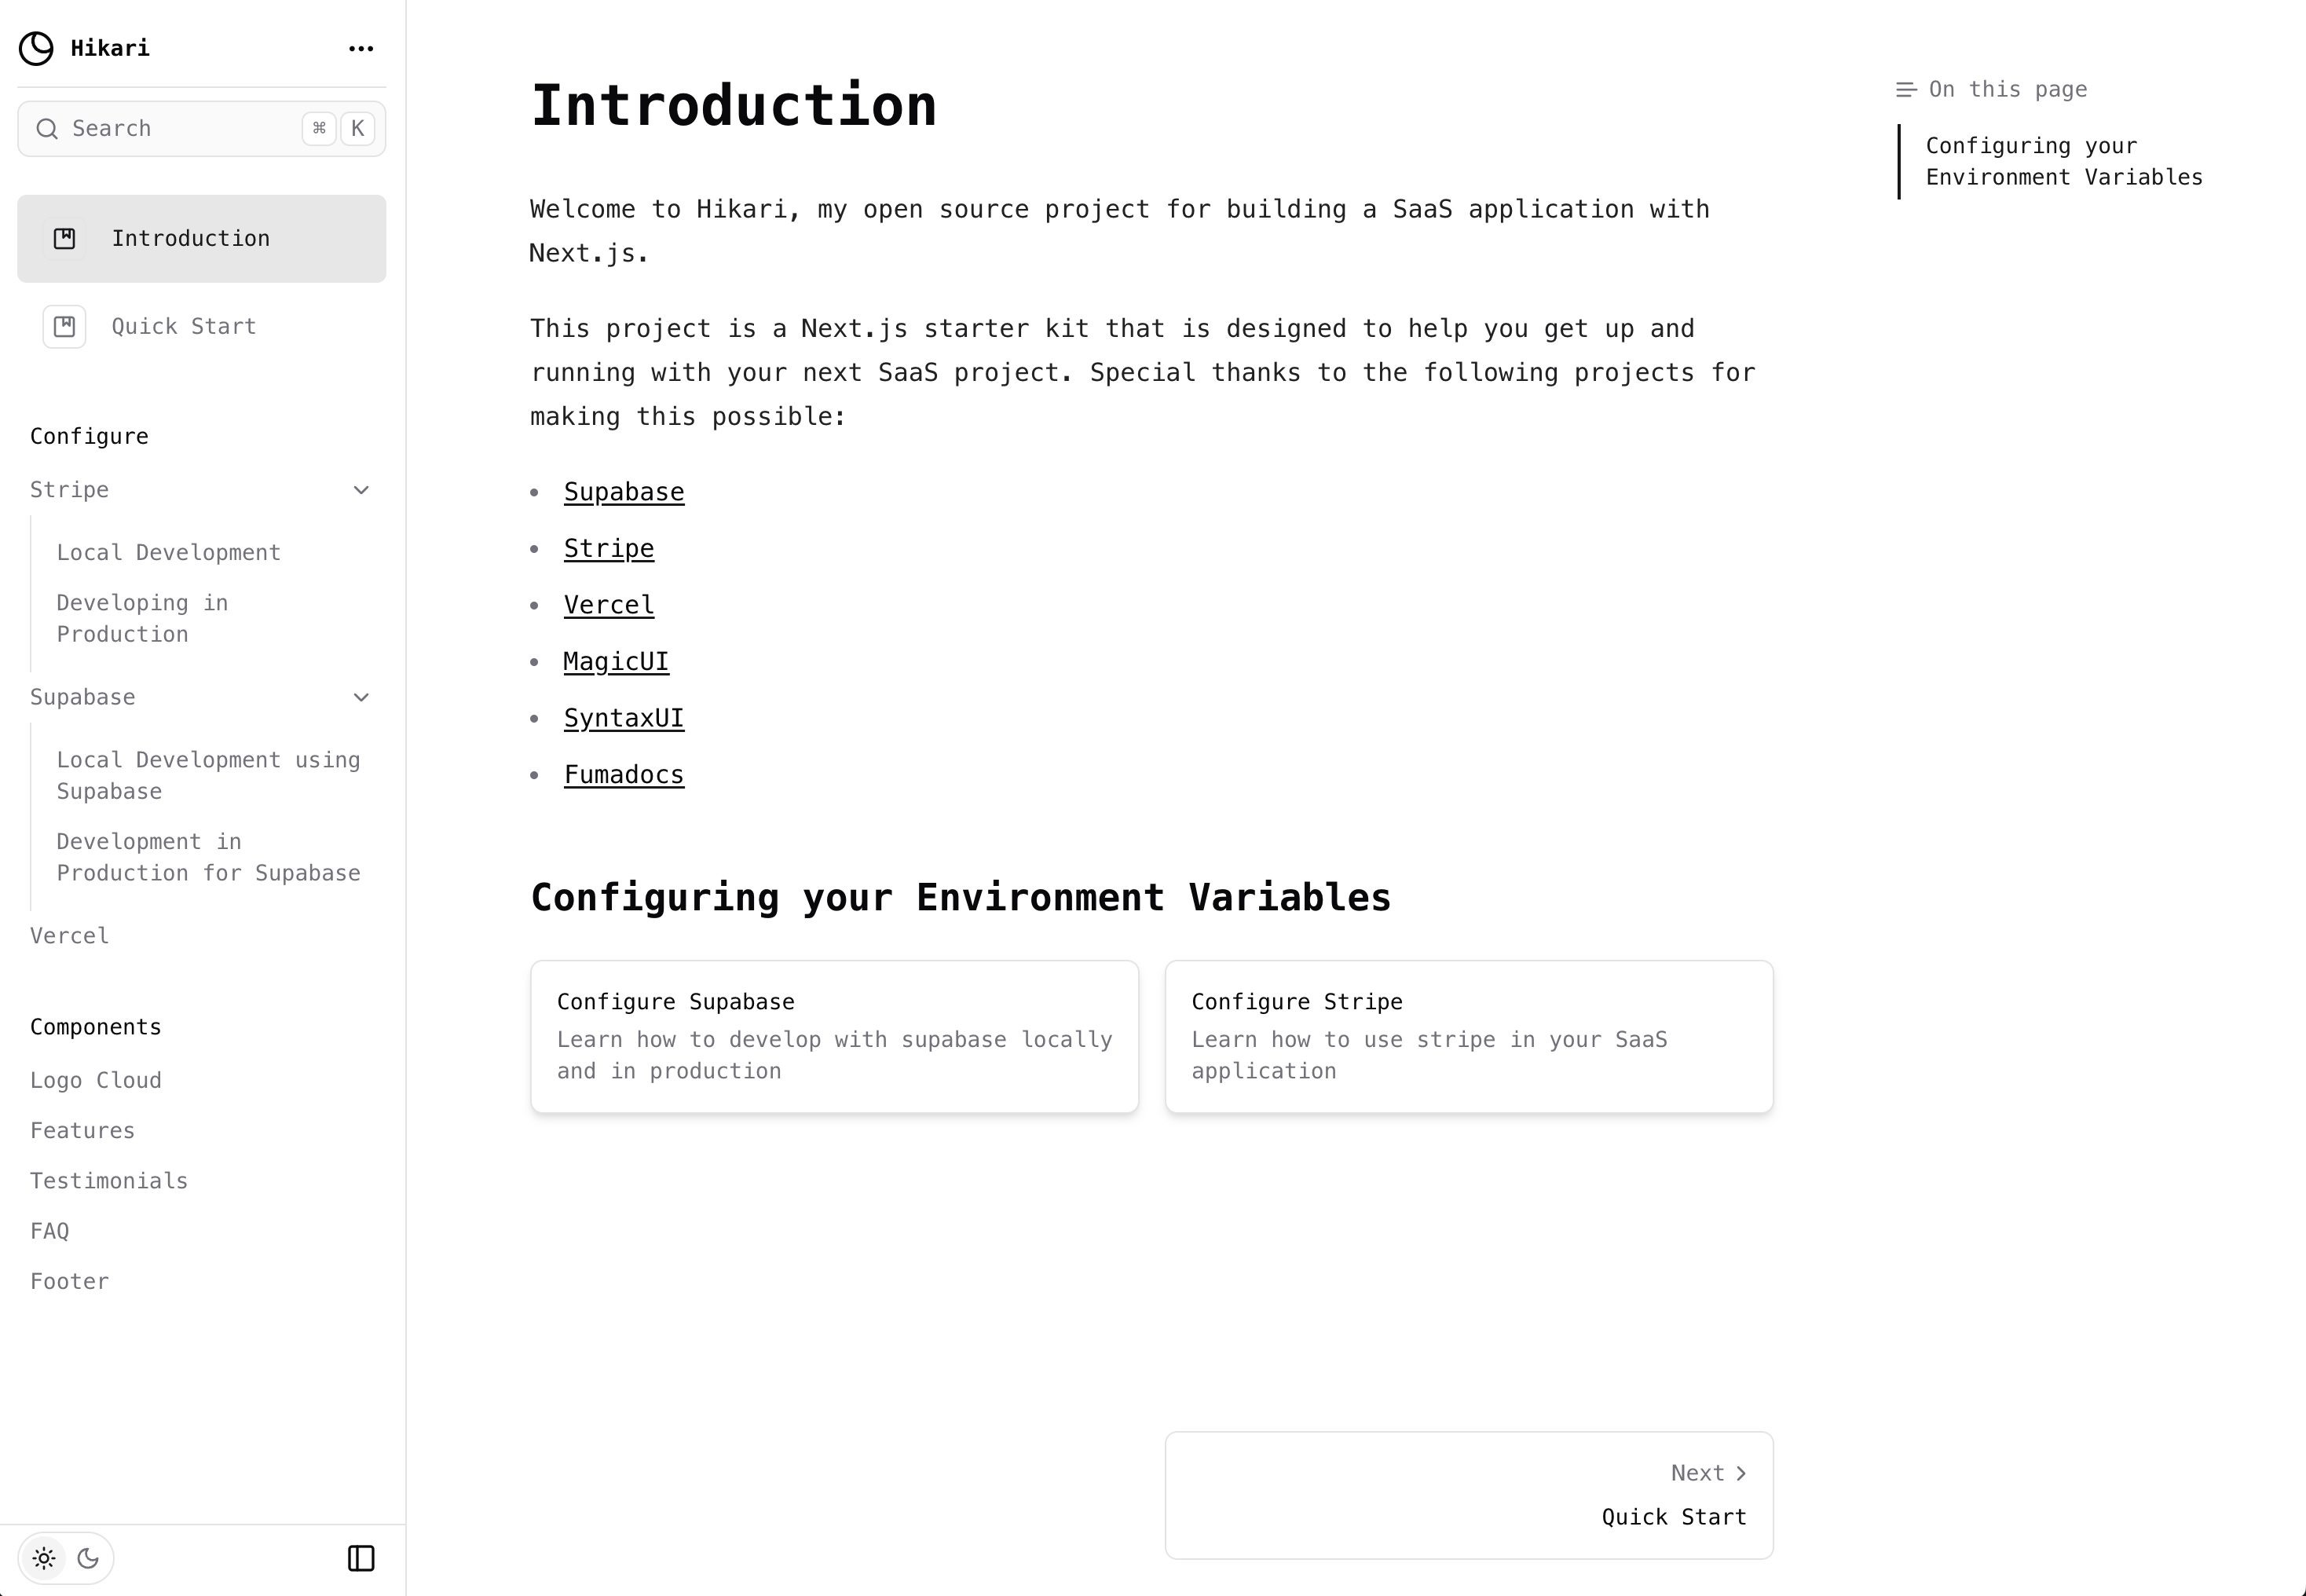 Hikari
Search
⌘ K
Introduction
Quick Start
Configure
Stripe
Local Development
Developing in
Production
Supabase
Local Development using
Supabase
Development in
Production for Supabase
Vercel
Components
Logo Cloud
Features
Testimonials
FAQ
Footer
Introduction
Welcome to Hikari, my open source project for building a SaaS application with
Next.js.
This project is a Next.js starter kit that is designed to help you get up and
running with your next SaaS project. Special thanks to the following projects for
making this possible:
Supabase
Stripe
Vercel
MagicUI
SyntaxUI
Fumadocs
Configuring your Environment Variables
Configure Supabase
Learn how to develop with supabase locally
and in production
Configure Stripe
Learn how to use stripe in your SaaS
application
Next
Quick Start
On this page
Configuring your
Environment Variables